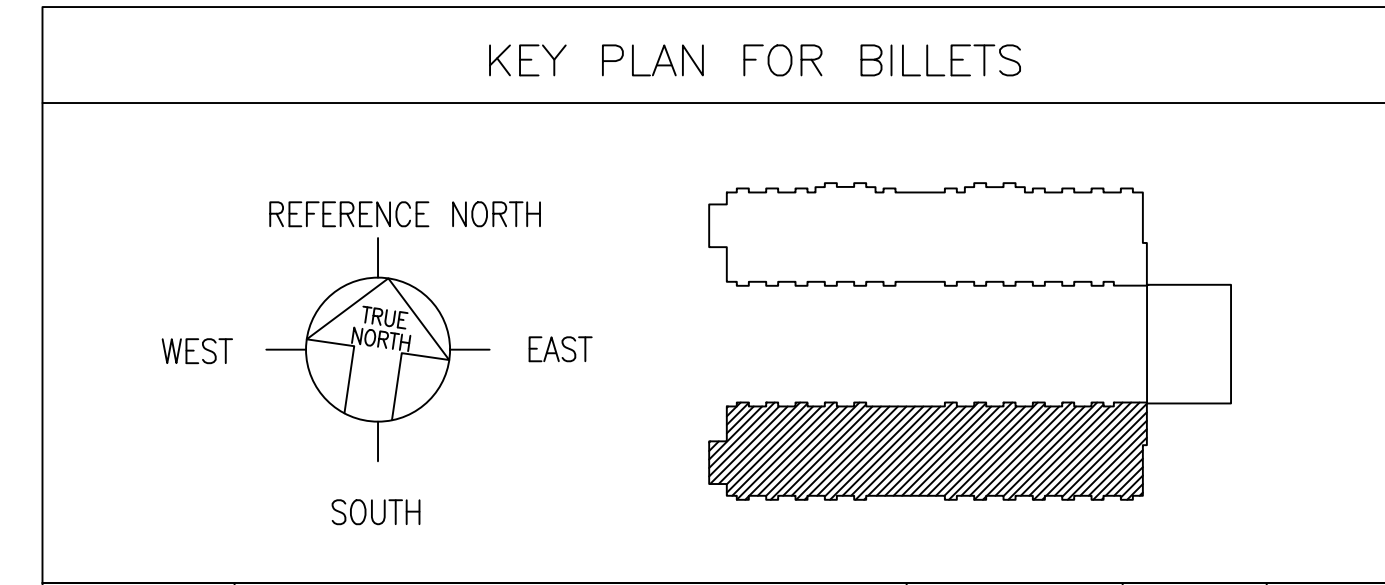 KEY PLAN FOR BILLETS
REFERENCE NORTH
TRUE
NORTH
WEST
EAST
SOUTH